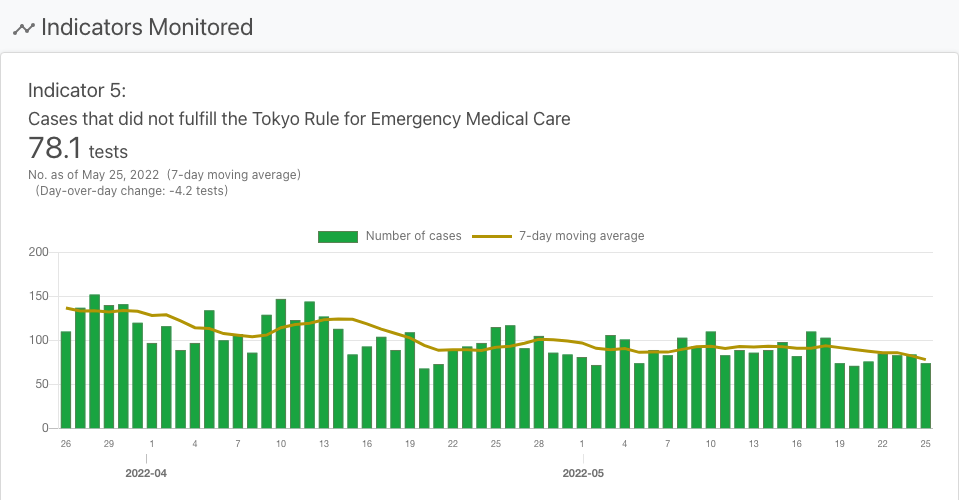 Indicators Monitored
Indicator 5:
Cases that did not fulfill the Tokyo Rule for Emergency Medical Care
78.1 tests
No. as of May 25, 2022 (7-day moving average)
(Day-over-day change: -4.2 tests)
Number of cases 7-day moving average
200
150
100
50
0
26 29 1 4 7 10 13 16 19 22 25 28 1 4 7 10 13 16 19 22 25
2022-04 2022-05